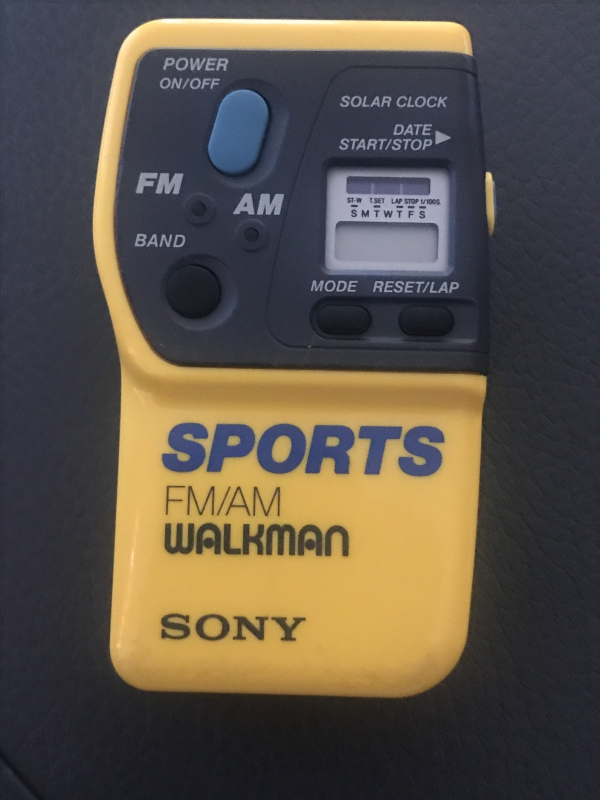 POWER
ON/OFF
SOLAR CLOCK
DATE
START/STOP
FM
AM
BAND
ST-W T.SET LAP STOP 1/100S.
S M T W T F S
MODE RESET/LAP
SPORTS
FM/AM
WALKMAN
SONY